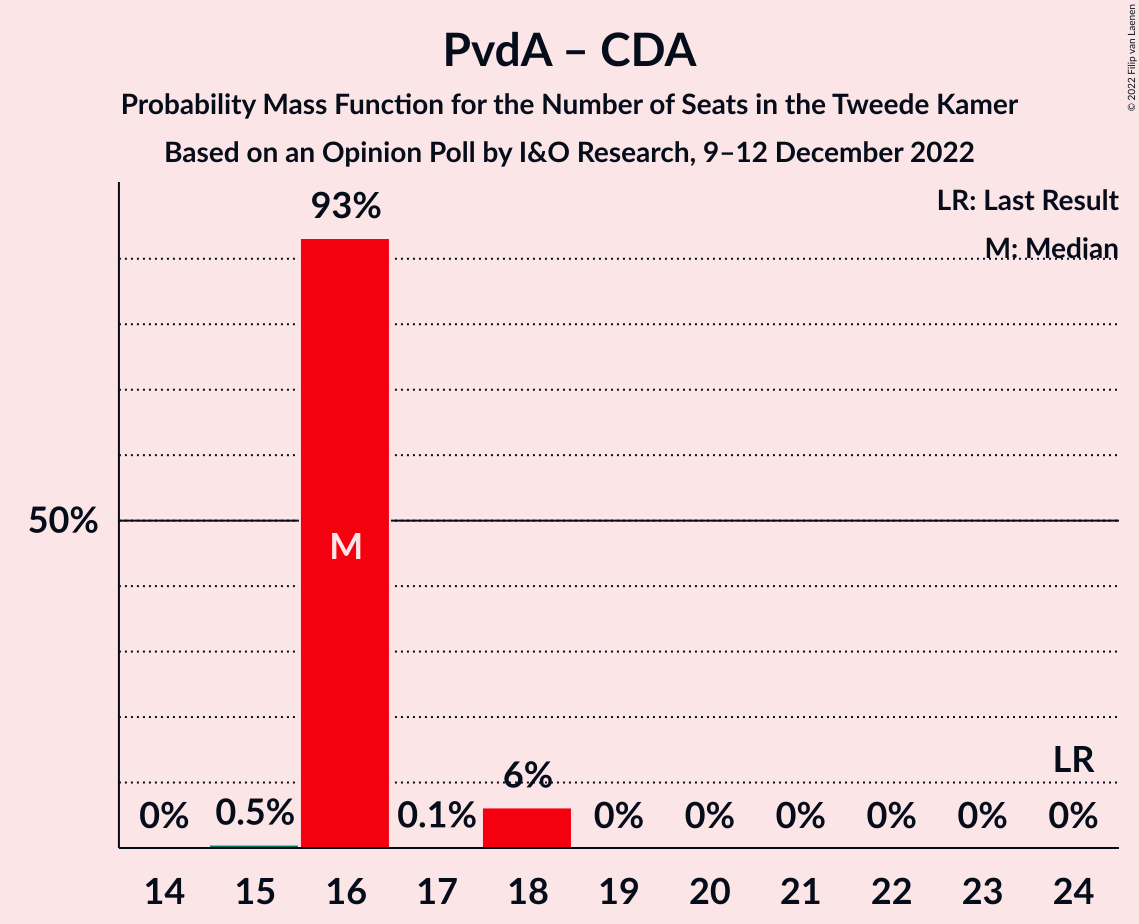 PvdA – CDA
Probability Mass Function for the Number of Seats in the Tweede Kamer
Based on an Opinion Poll by I&O Research, 9–12 December 2022
© 2022 Filip van Laenen
LR: Last Result
M: Median
93%
50%
M
LR
6%
0% 0.5% 0.1% 0% 0% 0% 0% 0% 0%
14 15 16 17 18 19 20 21 22 23 24